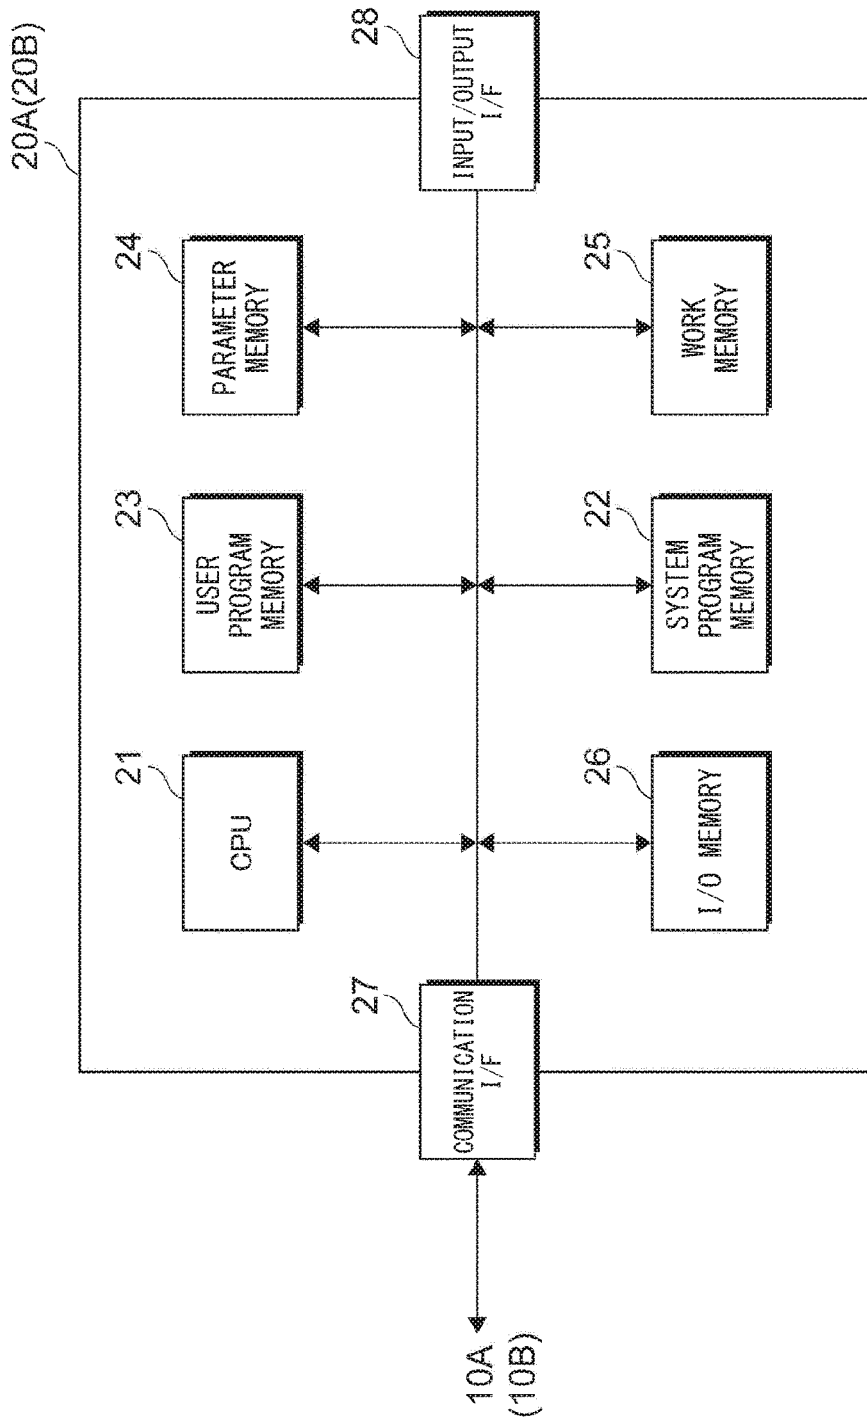 20A(20B)
21
CPU
23
USER
PROGRAM
MEMORY
24
PARAMETER
MEMORY
10A
(10B)
27
COMMUNICATION
I/F
28
INPUT/OUTPUT
I/F
26
I/O MEMORY
22
SYSTEM
PROGRAM
MEMORY
25
WORK
MEMORY